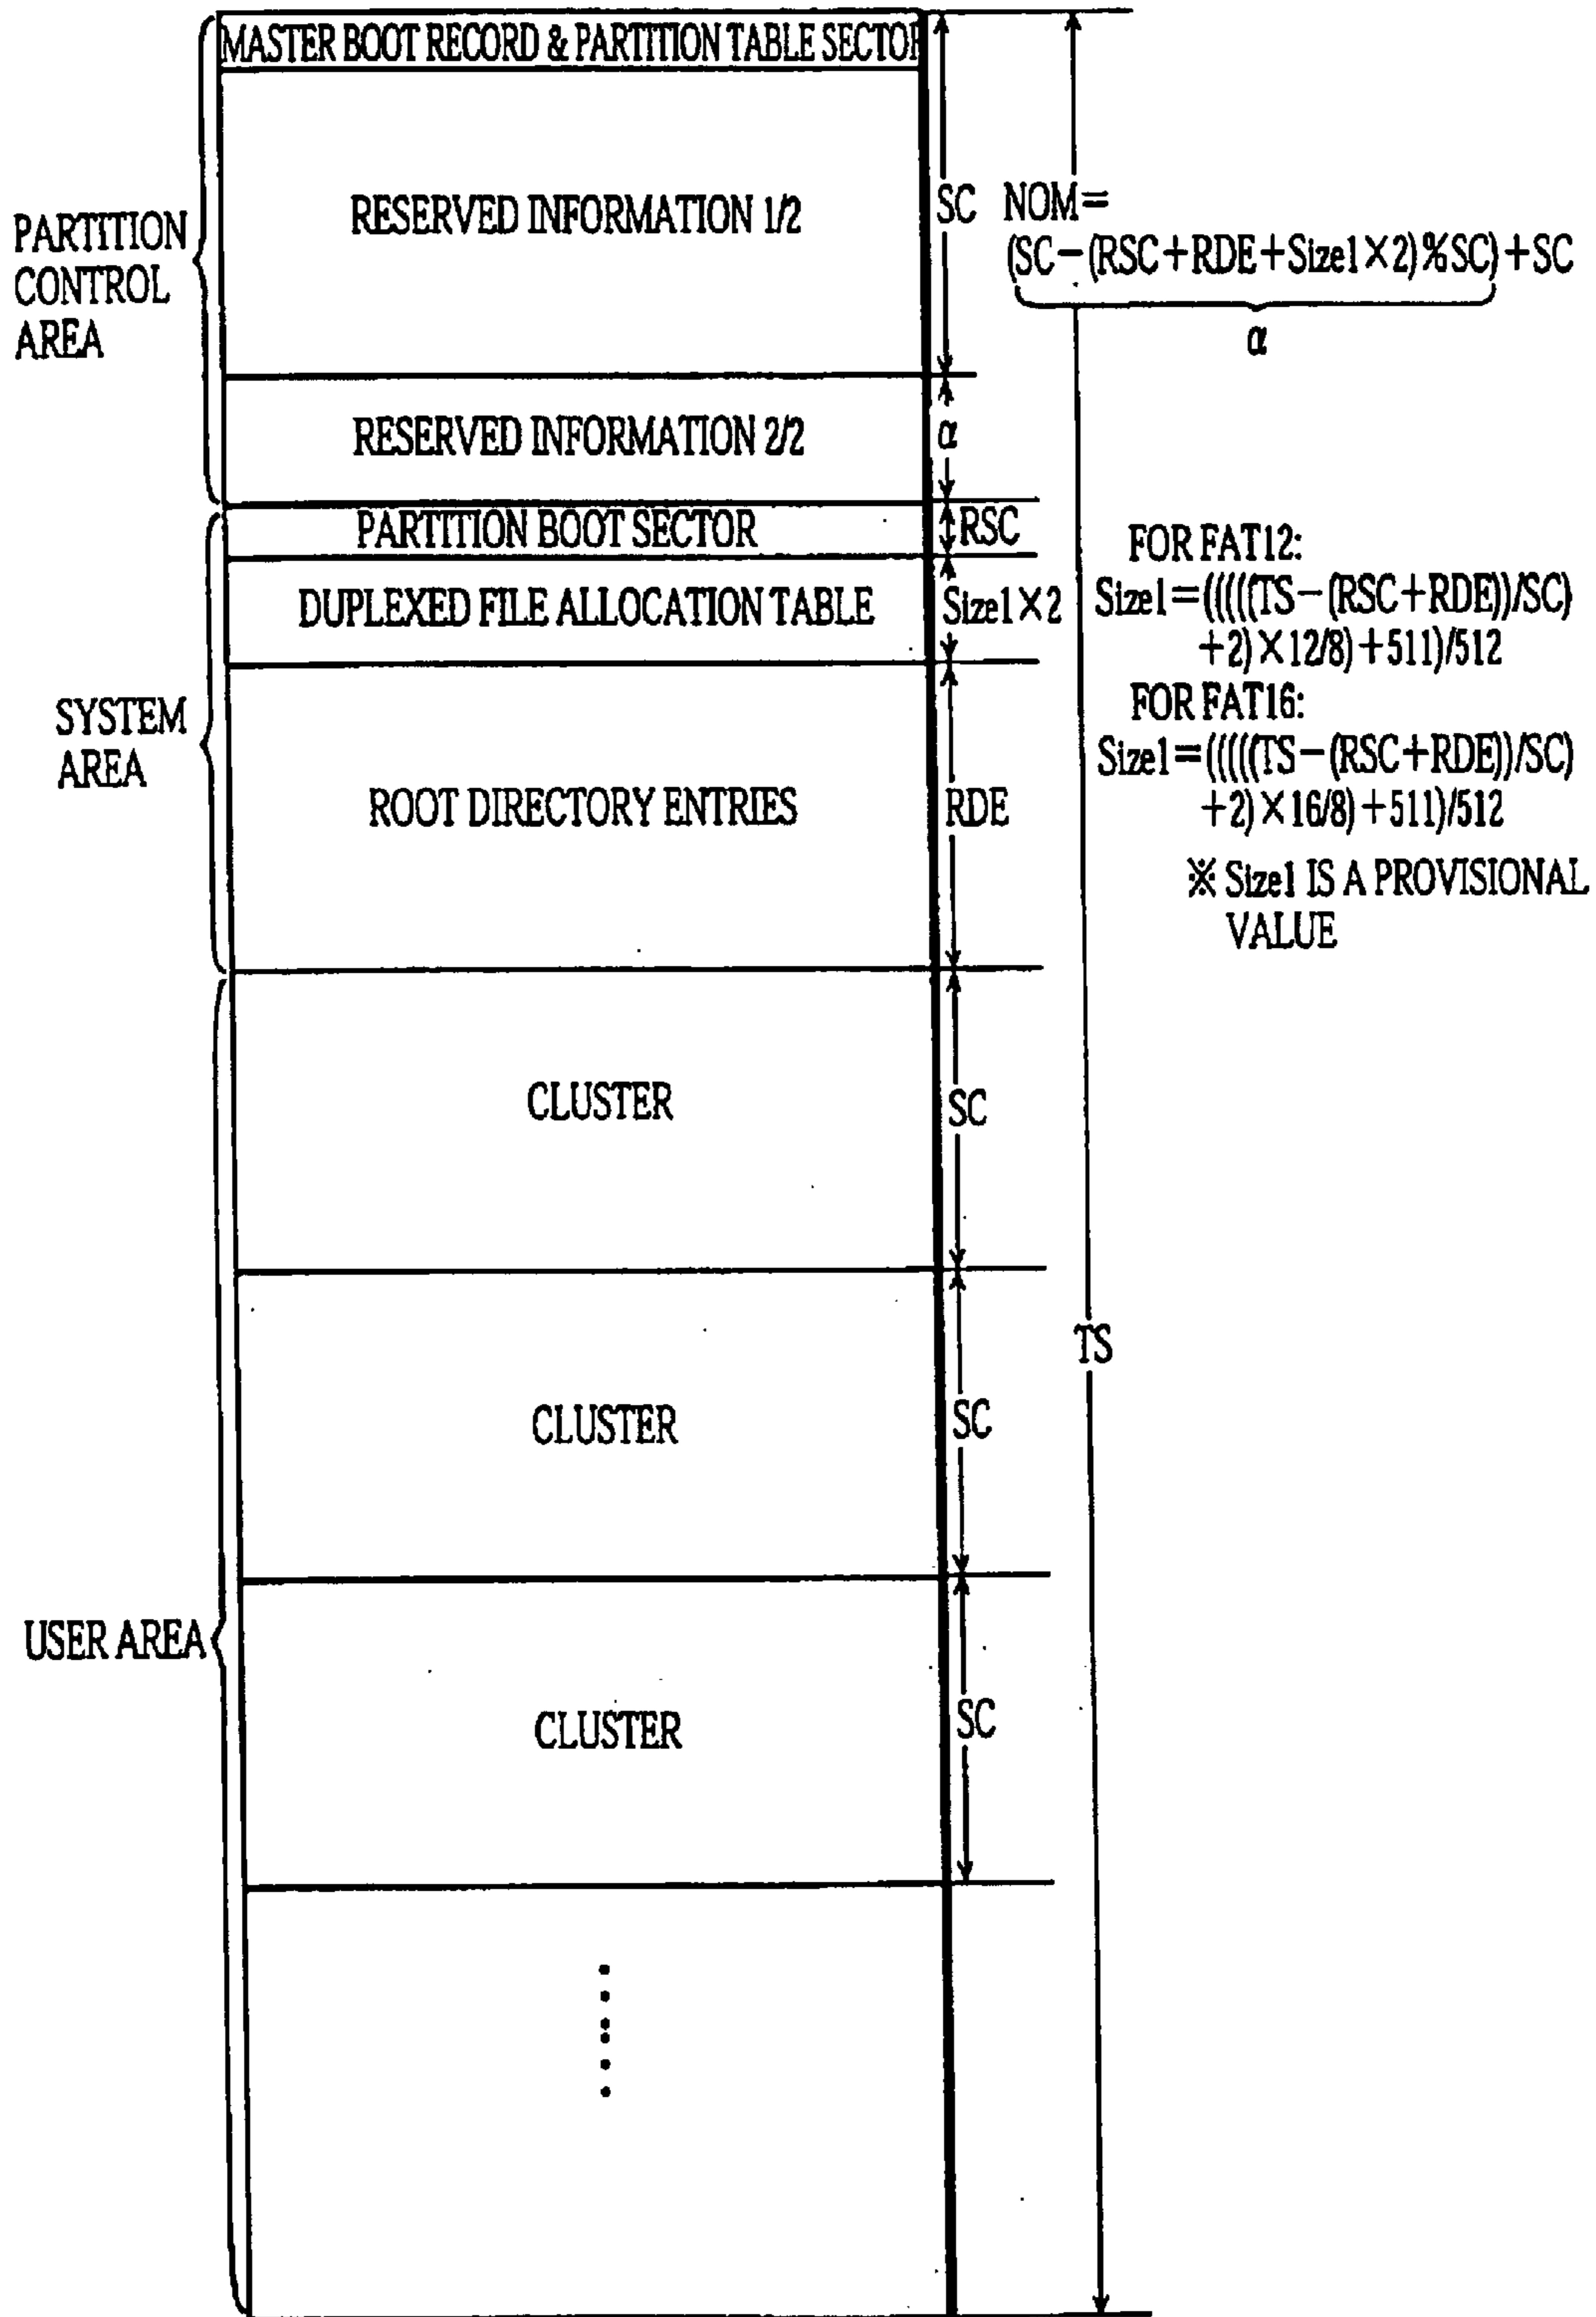 MASTER BOOT RECORD & PARTITION TABLE SECTOR
RESERVED INFORMATION 1/2
SC
NOM=
(SC-(RSC+RDE+Size1×2)%SC)+SC
α
PARTITION
CONTROL
AREA
RESERVED INFORMATION 2/2
α
PARTITION BOOT SECTOR
RSC
DUPLEXED FILE ALLOCATION TABLE
Size1×2
FOR FAT12:
Size1=(((((TS-(RSC+RDE))/SC)
+2)×12/8)+511)/512
FOR FAT16:
Size1=(((((TS-(RSC+RDE))/SC)
+2)×16/8)+511)/512
※ Size1 IS A PROVISIONAL
VALUE
SYSTEM
AREA
ROOT DIRECTORY ENTRIES
RDE
CLUSTER
SC
TS
CLUSTER
SC
USER AREA
CLUSTER
SC